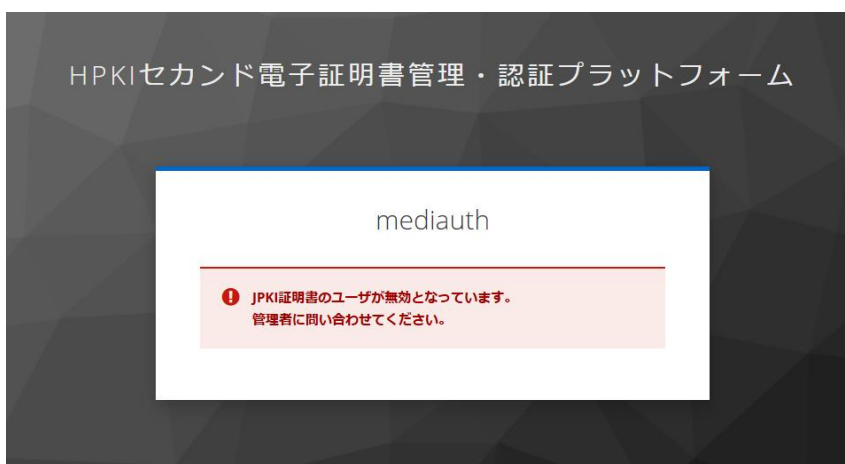 HPKIセカンド電子証明書管理・認証プラットフォーム
mediauth
JPKI証明書のユーザが無効となっています。
管理者に問い合わせてください。